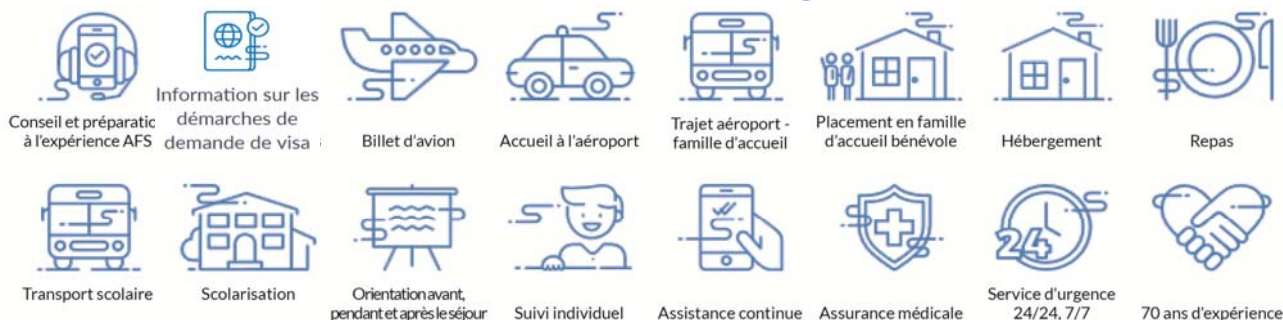 Conseil et préparatic
à l'expérience AFS
Information sur les
démarches de
demande de visa
Billet d'avion
Accueil à l'aéroport
Trajet aéroport -
famille d'accueil
Placement en famille
d'accueil bénévole
Hébergement
Repas
Transport scolaire
Scolarisation
Orientation avant,
pendant et après le séjour
Suivi individuel
Assistance continue
Assurance médicale
24
Service d'urgence
24/24, 7/7
70 ans d'expérience